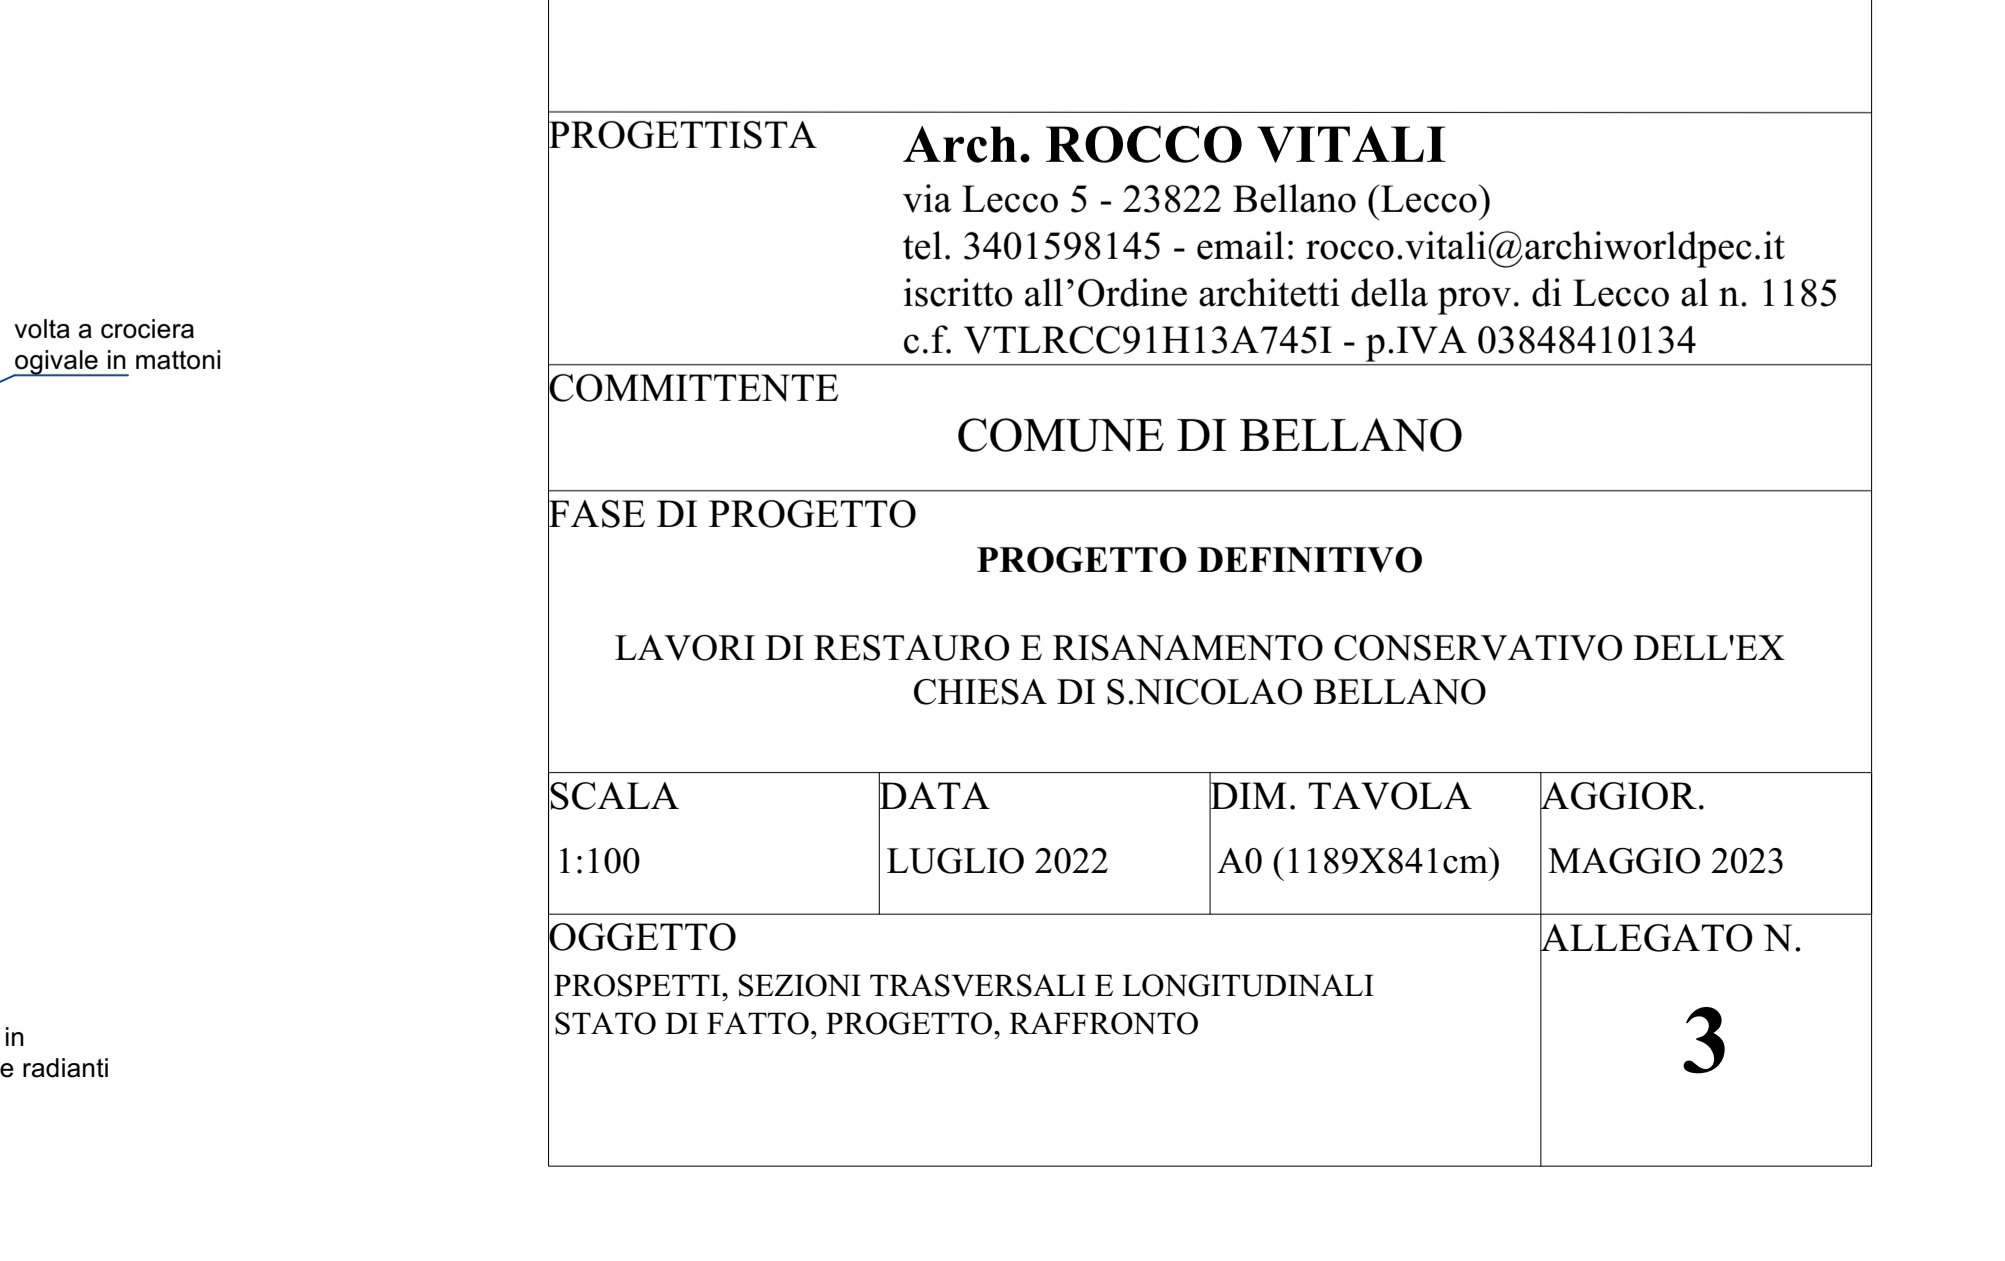 PROGETTISTA
Arch. ROCCO VITALI
via Lecco 5 - 23822 Bellano (Lecco)
tel. 3401598145 - email: rocco.vitali@archiworldpec.it
iscritto all’Ordine architetti della prov. di Lecco al n. 1185
c.f. VTLRCC91H13A745I - p.IVA 03848410134
volta a crociera
ogivale in mattoni
COMMITTENTE
COMUNE DI BELLANO
FASE DI PROGETTO
PROGETTO DEFINITIVO
LAVORI DI RESTAURO E RISANAMENTO CONSERVATIVO DELL'EX
CHIESA DI S.NICOLAO BELLANO
SCALA
1:100
DATA
LUGLIO 2022
DIM. TAVOLA
A0 (1189X841cm)
AGGIOR.
MAGGIO 2023
OGGETTO
PROSPETTI, SEZIONI TRASVERSALI E LONGITUDINALI
STATO DI FATTO, PROGETTO, RAFFRONTO
ALLEGATO N.
3
in
e radianti